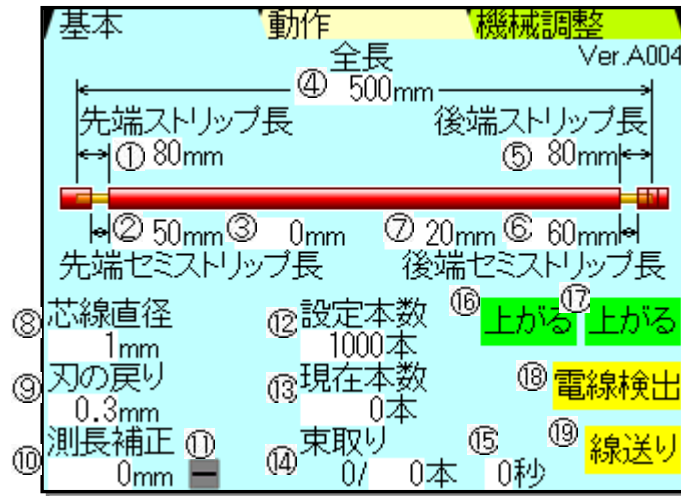 基本 動作 機械調整
全長 Ver.A004
④ 500mm
先端ストリップ長 後端ストリップ長
① 80mm ⑤ 80mm
② 50mm ③ 0mm ⑦ 20mm ⑥ 60mm
先端セミストリップ長 後端セミストリップ長
⑧ 芯線直径 ⑫ 設定本数 ⑯ 上がる ⑰ 上がる
1mm 1000本
⑨ 刃の戻り ⑬ 現在本数 ⑱ 電線検出
0.3mm 0本
⑩ 測長補正 ⑪ ⑭ 束取り ⑮ ⑲ 線送り
0mm ー 0/ 0本 0秒